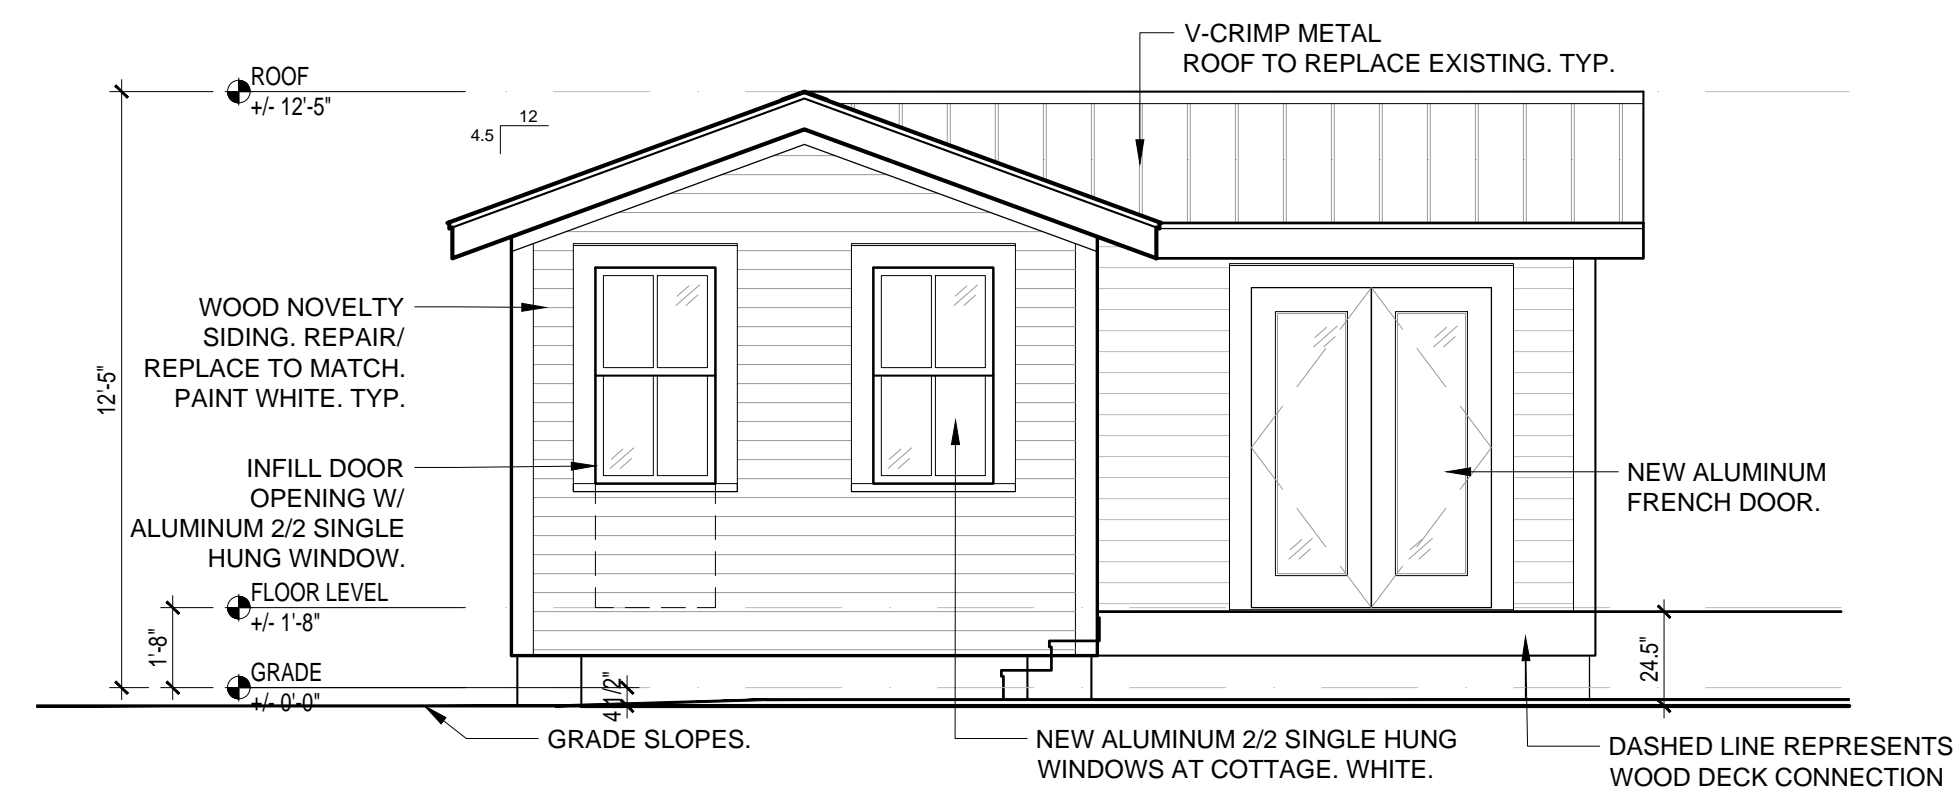 V-CRIMP METAL
ROOF TO REPLACE EXISTING. TYP.
ROOF
+/- 12'-5"
12
4.5
WOOD NOVELTY
SIDING. REPAIR/
REPLACE TO MATCH.
PAINT WHITE. TYP.
12'-5"
INFILL DOOR
OPENING W/
ALUMINUM 2/2 SINGLE
HUNG WINDOW.
NEW ALUMINUM
FRENCH DOOR.
FLOOR LEVEL
+/- 1'-8"
1'-8"
GRADE
+/- 0'-0"
4 1/2"
24.5"
GRADE SLOPES.
NEW ALUMINUM 2/2 SINGLE HUNG
WINDOWS AT COTTAGE. WHITE.
DASHED LINE REPRESENTS
WOOD DECK CONNECTION